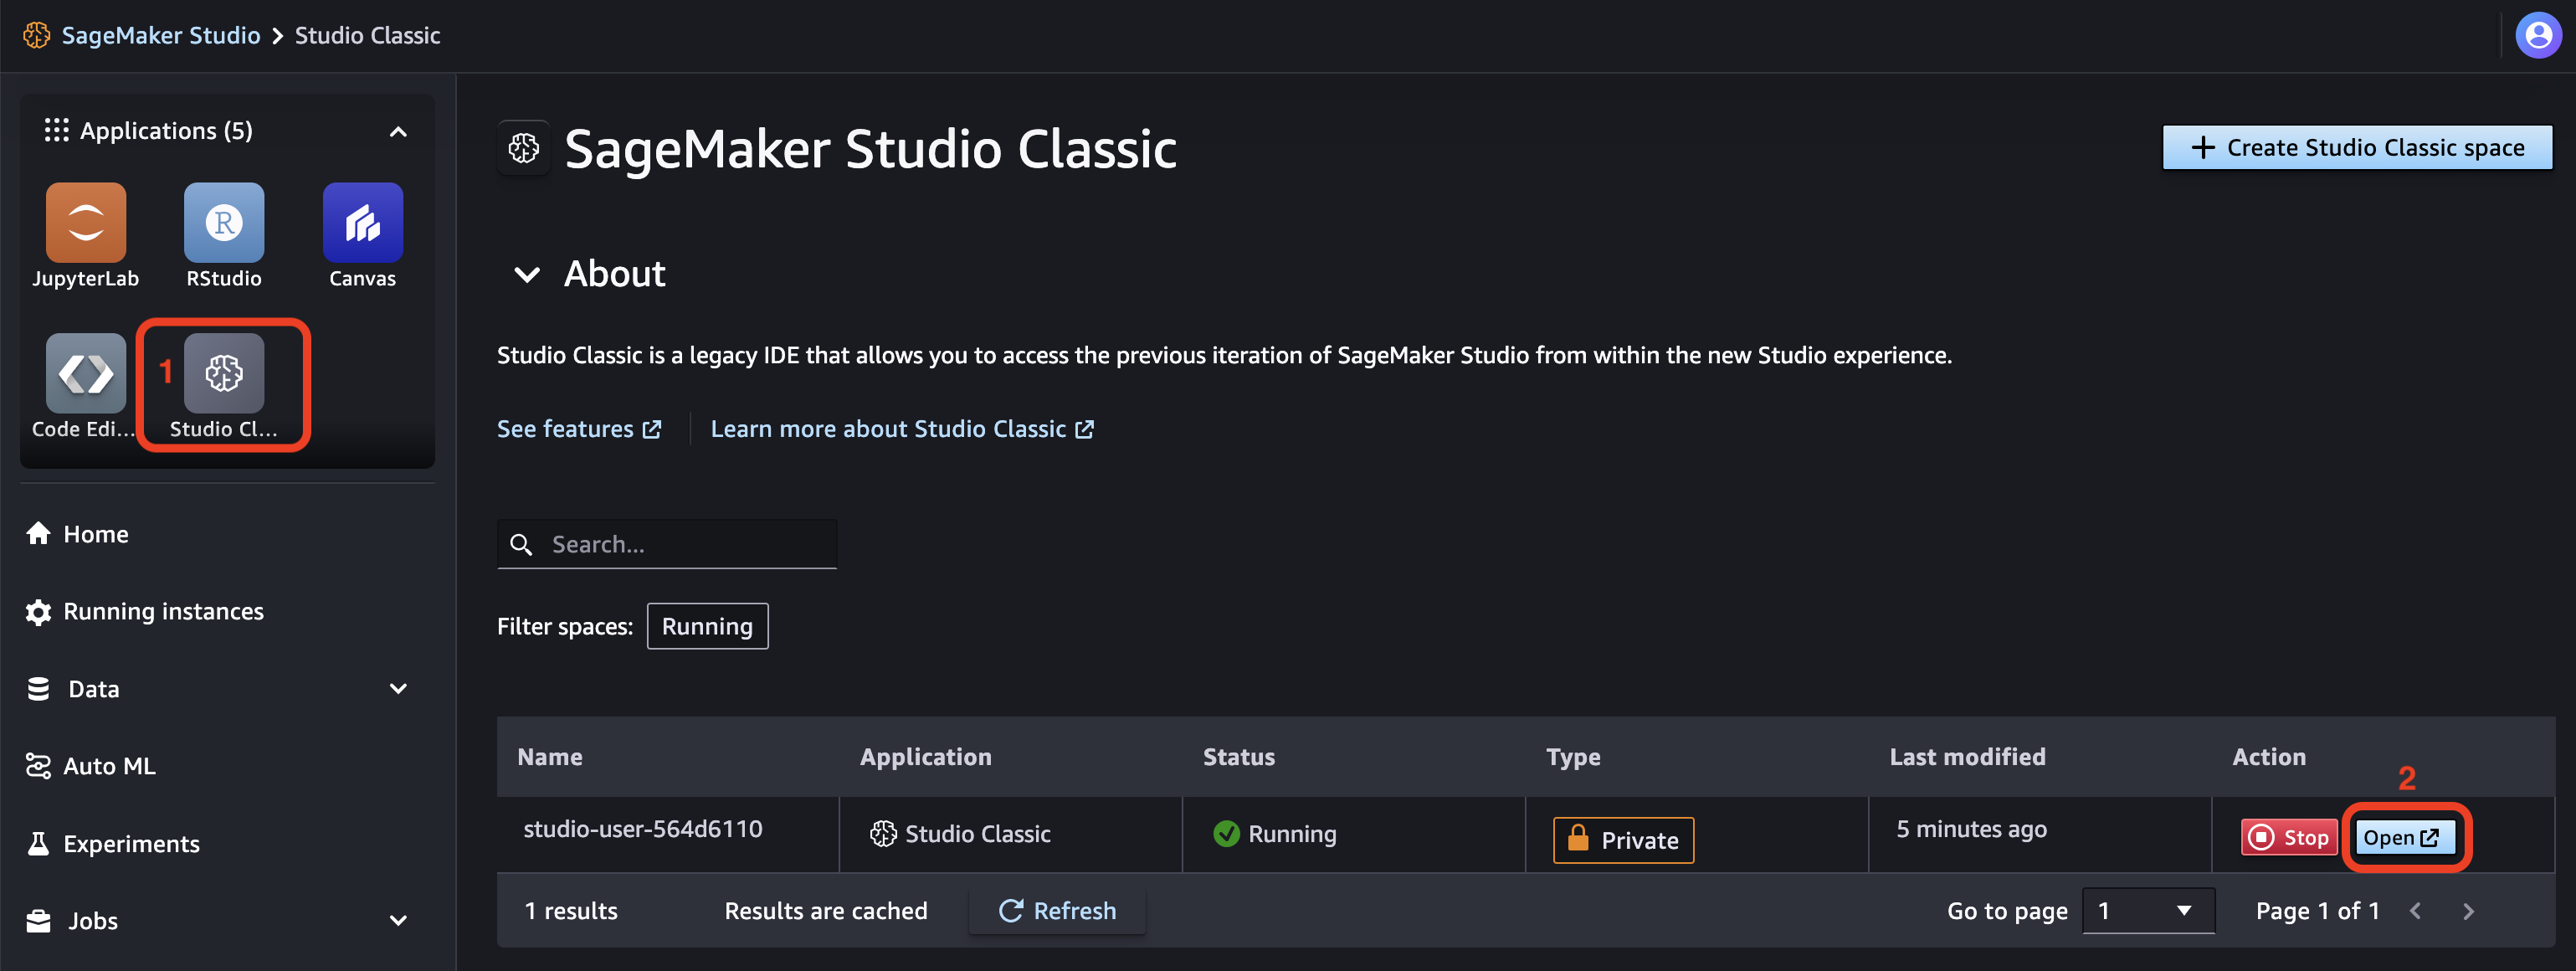 SageMaker Studio > Studio Classic
Applications (5)
JupyterLab
RStudio
Canvas
1
Code Edi...
Studio Cl...
Home
Running instances
Data
Auto ML
Experiments
Jobs
SageMaker Studio Classic
+ Create Studio Classic space
About
Studio Classic is a legacy IDE that allows you to access the previous iteration of SageMaker Studio from within the new Studio experience.
See features
Learn more about Studio Classic
Search...
Filter spaces: Running
Name Application Status Type Last modified Action
2
studio-user-564d6110 Studio Classic Running Private 5 minutes ago Stop Open
1 results Results are cached Refresh Go to page 1 Page 1 of 1 < >